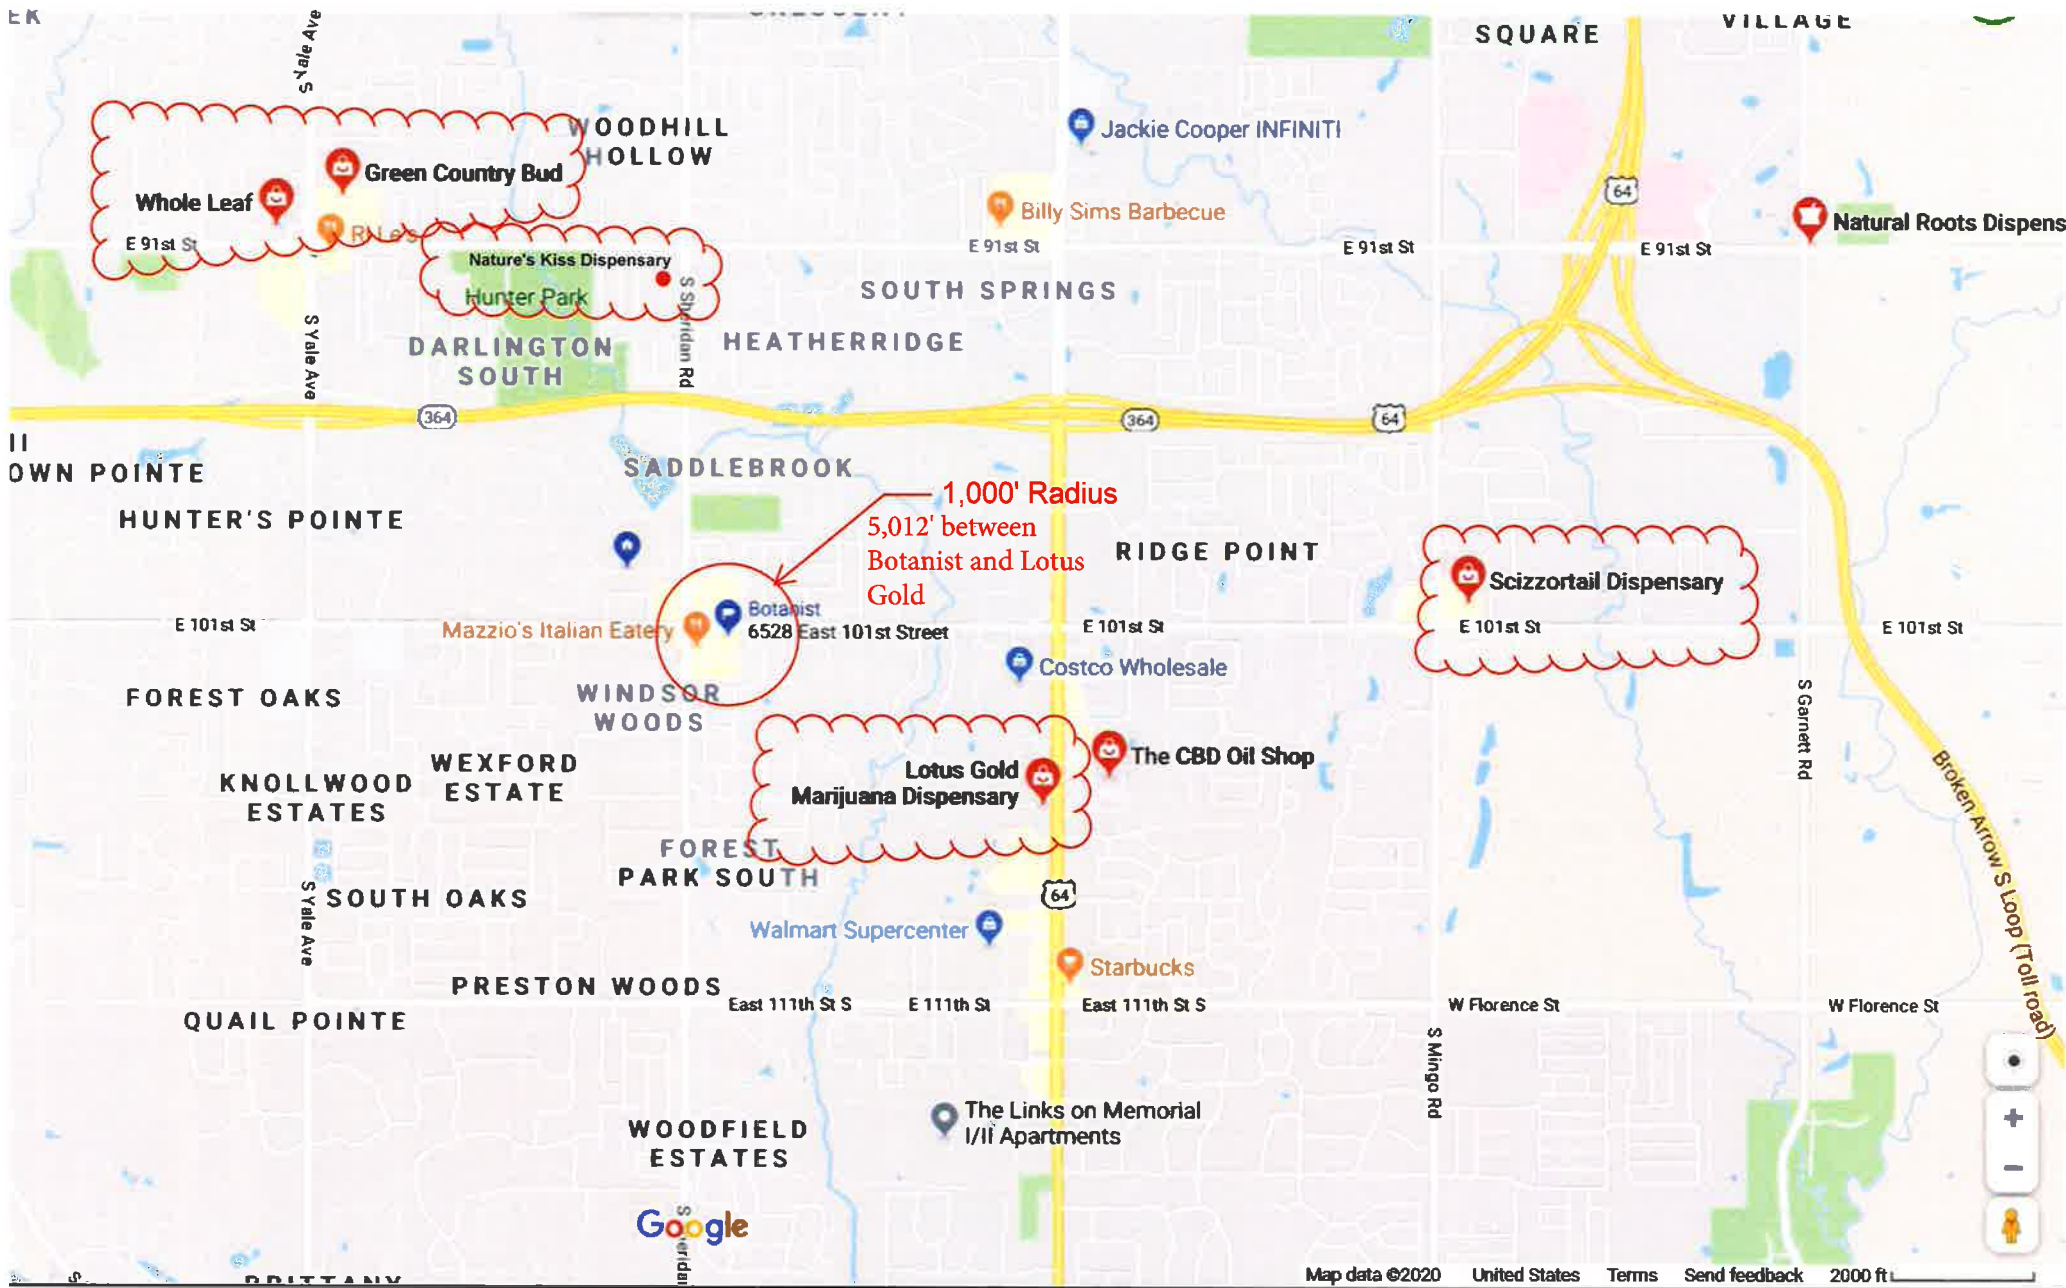 EK
S Yale Ave
SQUARE
VILLAGE
WOODHILL
HOLLOW
Jackie Cooper INFINITI
64
Green Country Bud
Whole Leaf
Billy Sims Barbecue
Natural Roots Dispens
E 91st St
E 91st St
E 91st St
E 91st St
Nature's Kiss Dispensary
Hunter Park
S Sheridan Rd
SOUTH SPRINGS
S Yale Ave
DARLINGTON
SOUTH
HEATHERRIDGE
364
364
64
II
OWN POINTE
SADDLEBROOK
HUNTER'S POINTE
1,000' Radius
5,012' between
Botanist and Lotus
Gold
RIDGE POINT
Scizzortail Dispensary
Botanist
6528 East 101st Street
Mazzio's Italian Eatery
E 101st St
E 101st St
E 101st St
E 101st St
Costco Wholesale
FOREST OAKS
WINDSOR
WOODS
S Garnett Rd
The CBD Oil Shop
Lotus Gold
Marijuana Dispensary
WEXFORD
ESTATE
KNOLLWOOD
ESTATES
Broken Arrow S Loop (Toll road)
FOREST
PARK SOUTH
S Yale Ave
SOUTH OAKS
64
Walmart Supercenter
Starbucks
PRESTON WOODS
East 111th St S
E 111th St
East 111th St S
W Florence St
W Florence St
QUAIL POINTE
S Mingo Rd
The Links on Memorial
I/II Apartments
WOODFIELD
ESTATES
Google
BRITTANY
Map data ©2020 United States Terms Send feedback 2000 ft